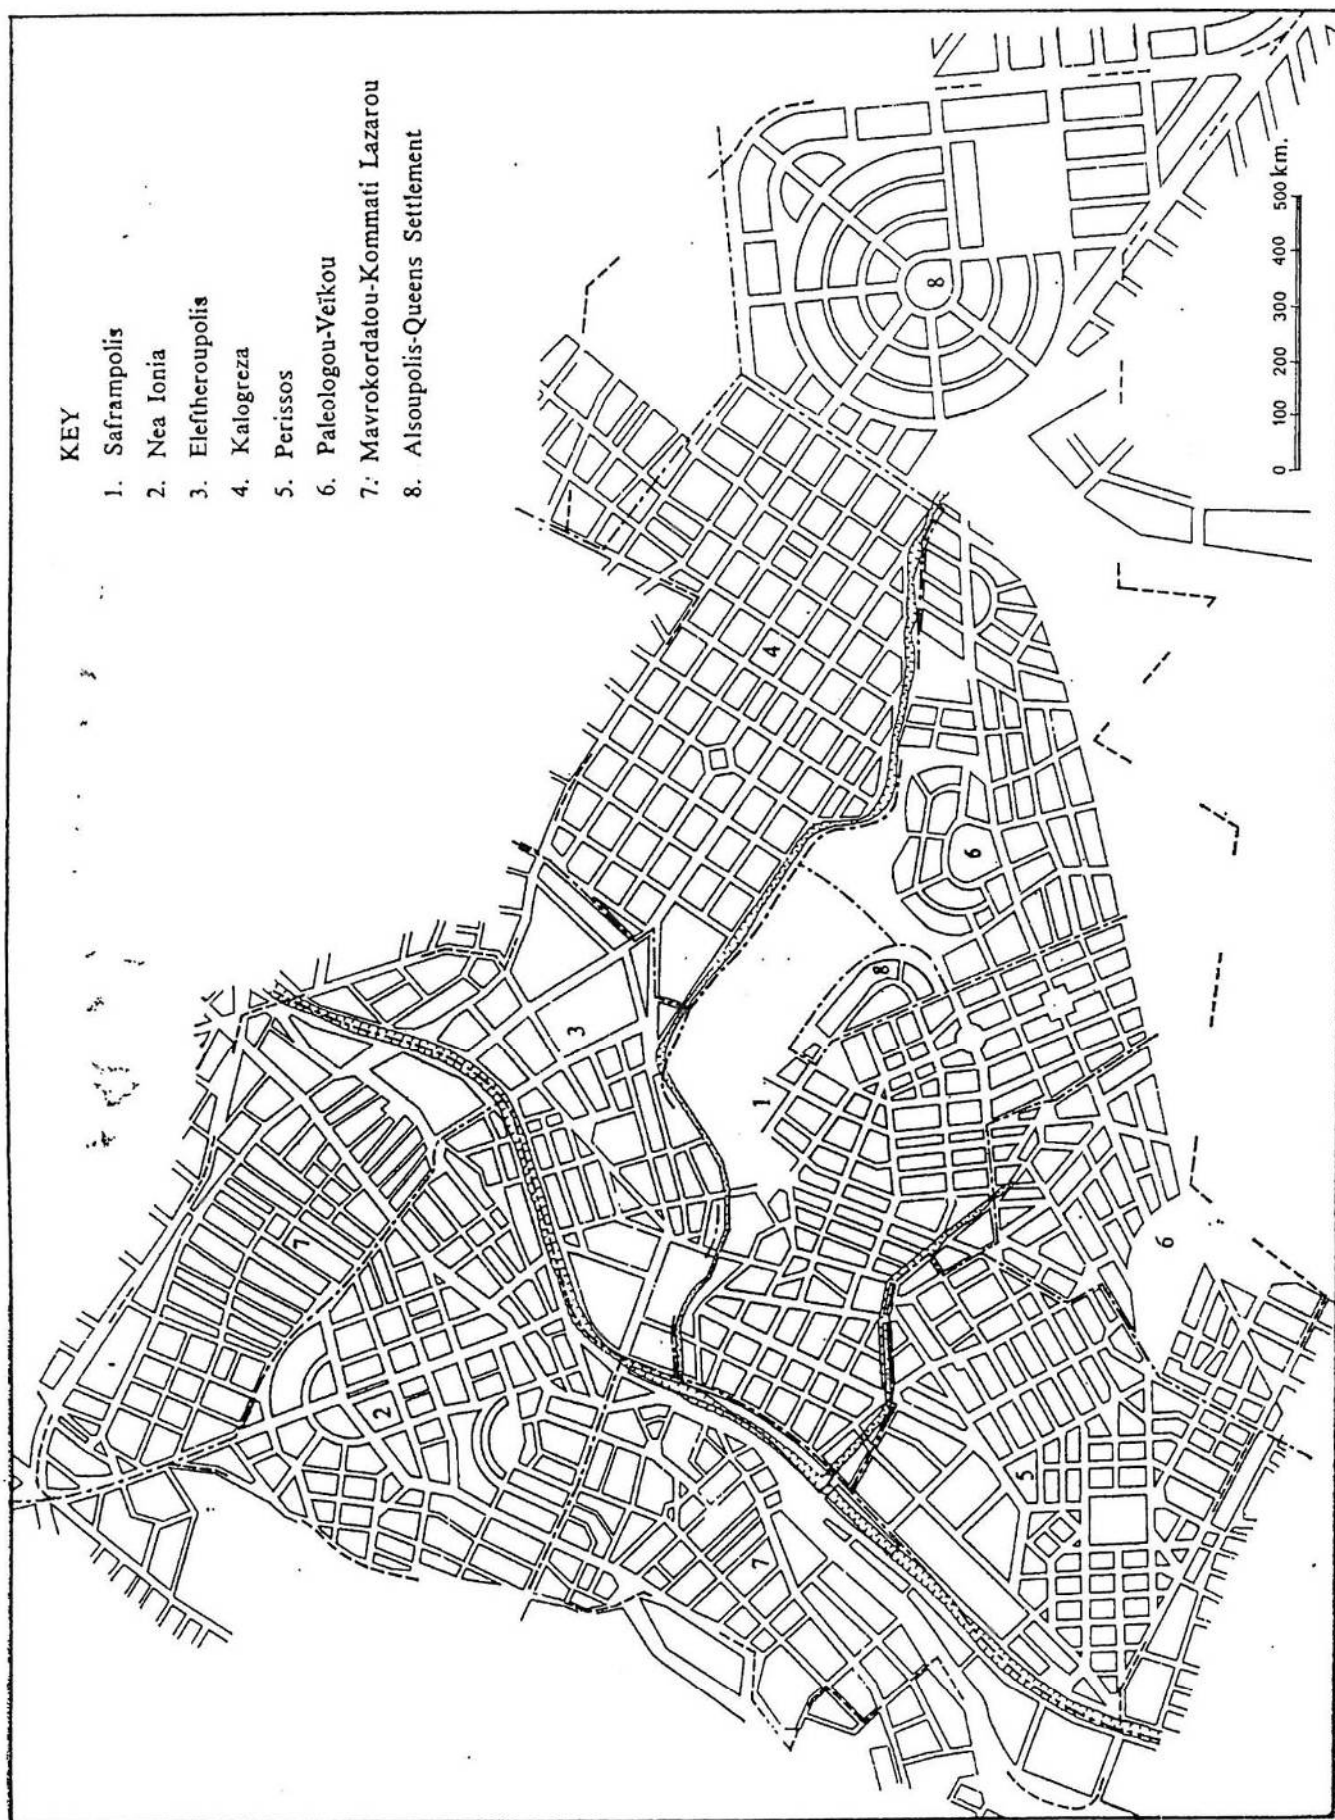 KEY
1. Saframpolis
2. Nea Ionia
3. Eleftheroupolis
4. Kalogreza
5. Perissos
6. Paleologou-Veïkou
7.: Mavrokordatou-Kommati Lazarou
8. Alsoupolis-Queens Settlement
7
2
3
4
8
7
1
8
6
5
6
0 100 200 300 400 500 km.